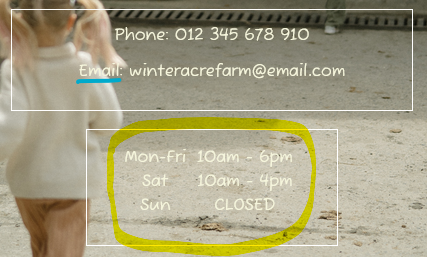 Phone: 012 345 678 910
Email: winteracrefarm@email.com
Mon-Fri 10am - 6pm
Sat 10am - 4pm
Sun CLOSED